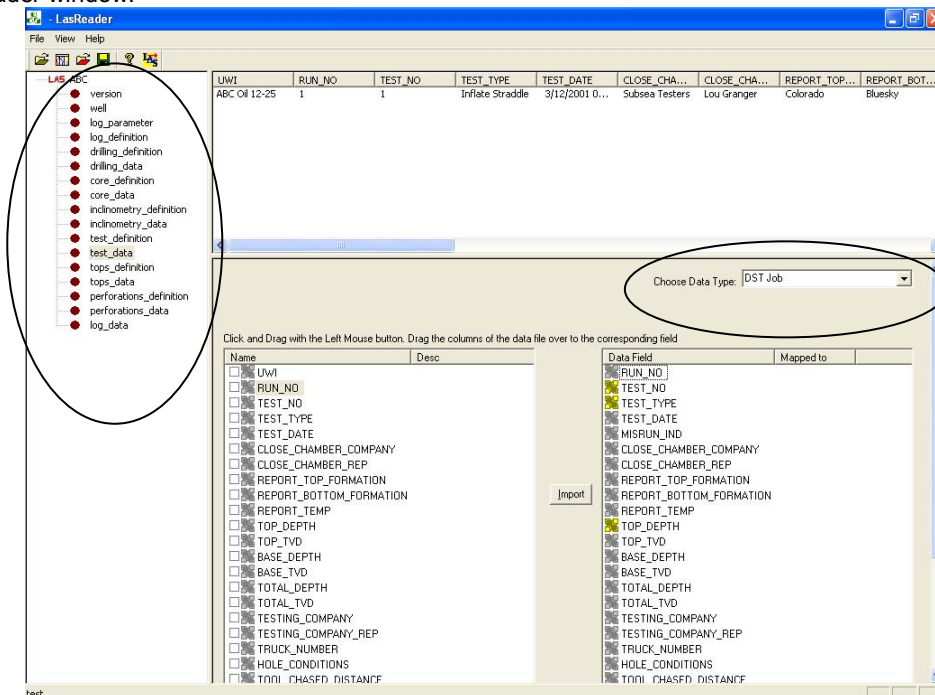 - LasReader
File View Help
LAS ABC
version
well
log_parameter
log_definition
drilling_definition
drilling_data
core_definition
core_data
inclinometry_definition
inclinometry_data
test_definition
test_data
tops_definition
tops_data
perforations_definition
perforations_data
log_data
UWI RUN_NO TEST_NO TEST_TYPE TEST_DATE CLOSE_CHA... CLOSE_CHA... REPORT_TOP... REPORT_BOT...
ABC Oil 12-25 1 1 Inflate Straddle 3/12/2001 0... Subsea Testers Lou Granger Colorado Bluesky
Choose Data Type: DST Job
Click and Drag with the Left Mouse button. Drag the columns of the data file over to the corresponding field
Name Desc
UWI
RUN_NO
TEST_NO
TEST_TYPE
TEST_DATE
CLOSE_CHAMBER_COMPANY
CLOSE_CHAMBER_REP
REPORT_TOP_FORMATION
REPORT_BOTTOM_FORMATION
REPORT_TEMP
TOP_DEPTH
TOP_TVD
BASE_DEPTH
BASE_TVD
TOTAL_DEPTH
TOTAL_TVD
TESTING_COMPANY
TESTING_COMPANY_REP
TRUCK_NUMBER
HOLE_CONDITIONS
TOOL_CHASED_DISTANCE
Import
Data Field Mapped to
RUN_NO
TEST_NO
TEST_TYPE
TEST_DATE
MISRUN_IND
CLOSE_CHAMBER_COMPANY
CLOSE_CHAMBER_REP
REPORT_TOP_FORMATION
REPORT_BOTTOM_FORMATION
REPORT_TEMP
TOP_DEPTH
TOP_TVD
BASE_DEPTH
BASE_TVD
TOTAL_DEPTH
TOTAL_TVD
TESTING_COMPANY
TESTING_COMPANY_REP
TRUCK_NUMBER
HOLE_CONDITIONS
TOOL_CHASED_DISTANCE
test